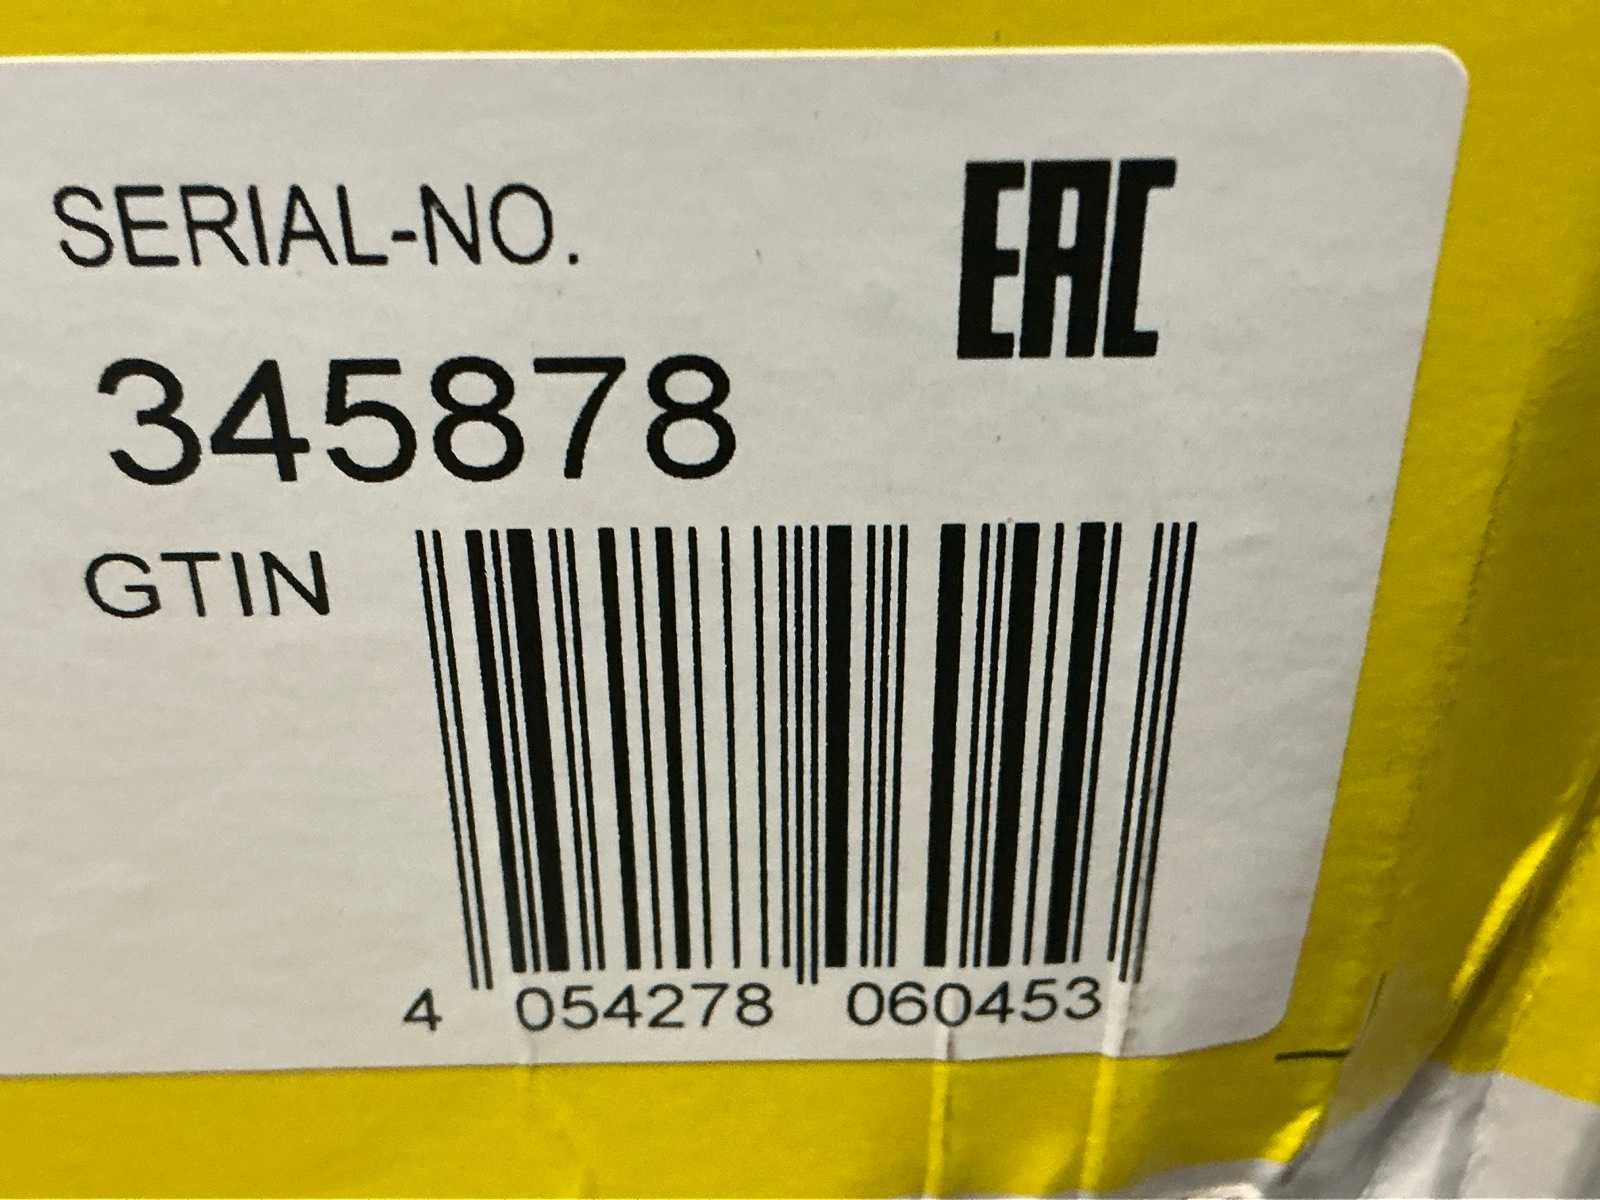 SERIAL-NO.
EAC
345878
GTIN
4 054278 060453